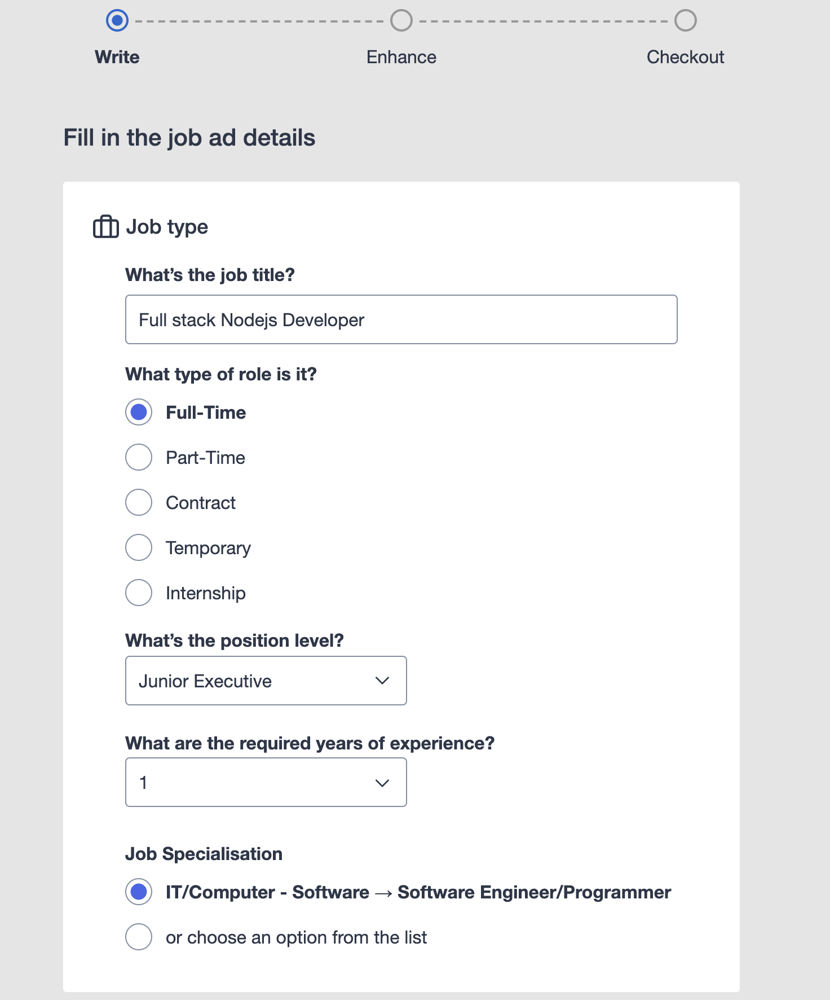 Write
Enhance
Checkout
Fill in the job ad details
Job type
What’s the job title?
Full stack Nodejs Developer
What type of role is it?
Full-Time
Part-Time
Contract
Temporary
Internship
What’s the position level?
Junior Executive
What are the required years of experience?
1
Job Specialisation
IT/Computer - Software → Software Engineer/Programmer
or choose an option from the list